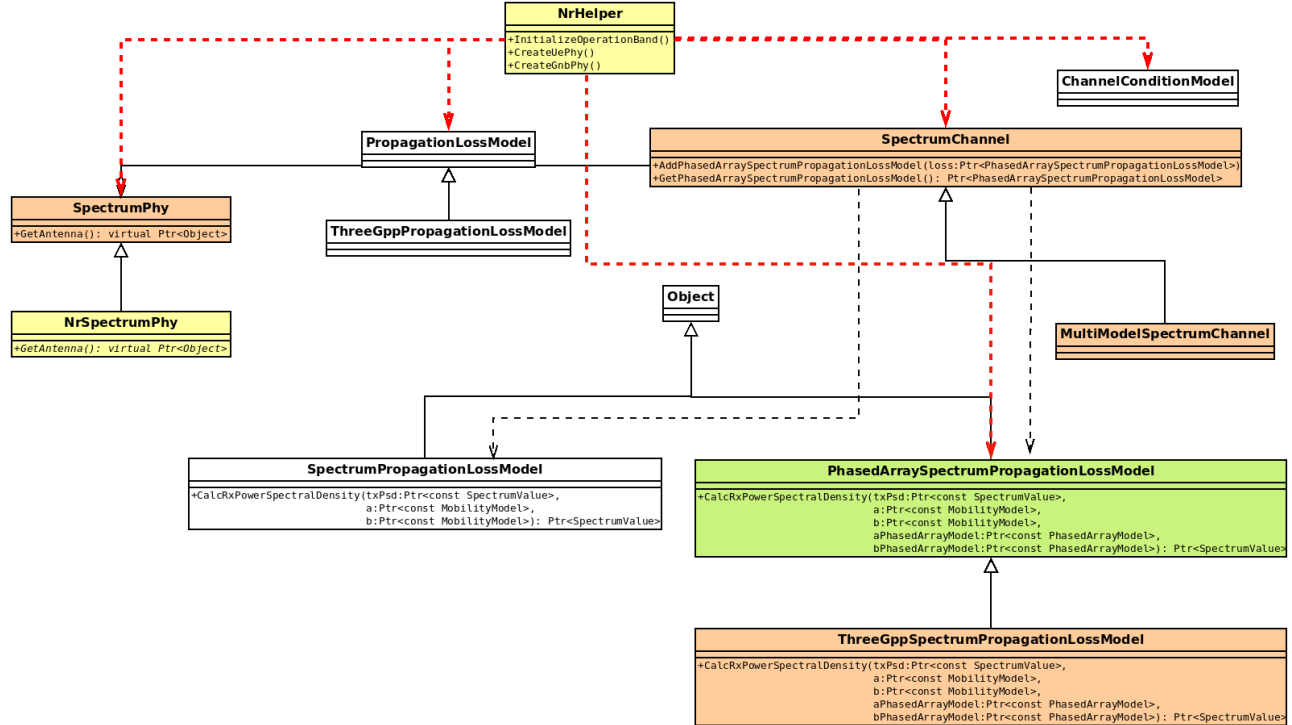 NrHelper
+InitializeOperationBand()
+CreateUePhy()
+CreateGnbPhy()
ChannelConditionModel
PropagationLossModel
SpectrumChannel
+AddPhasedArraySpectrumPropagationLossModel(loss:Ptr<PhasedArraySpectrumPropagationLossModel>)
+GetPhasedArraySpectrumPropagationLossModel(): Ptr<PhasedArraySpectrumPropagationLossModel>
SpectrumPhy
+GetAntenna(): virtual Ptr<Object>
ThreeGppPropagationLossModel
Object
NrSpectrumPhy
+GetAntenna(): virtual Ptr<Object>
MultiModelSpectrumChannel
SpectrumPropagationLossModel
+CalcRxPowerSpectralDensity(txPsd:Ptr<const SpectrumValue>,
a:Ptr<const MobilityModel>,
b:Ptr<const MobilityModel>): Ptr<SpectrumValue>
PhasedArraySpectrumPropagationLossModel
+CalcRxPowerSpectralDensity(txPsd:Ptr<const SpectrumValue>,
a:Ptr<const MobilityModel>,
b:Ptr<const MobilityModel>,
aPhasedArrayModel:Ptr<const PhasedArrayModel>,
bPhasedArrayModel:Ptr<const PhasedArrayModel>): Ptr<SpectrumValue>
ThreeGppSpectrumPropagationLossModel
+CalcRxPowerSpectralDensity(txPsd:Ptr<const SpectrumValue>,
a:Ptr<const MobilityModel>,
b:Ptr<const MobilityModel>,
aPhasedArrayModel:Ptr<const PhasedArrayModel>,
bPhasedArrayModel:Ptr<const PhasedArrayModel>): Ptr<SpectrumValue>